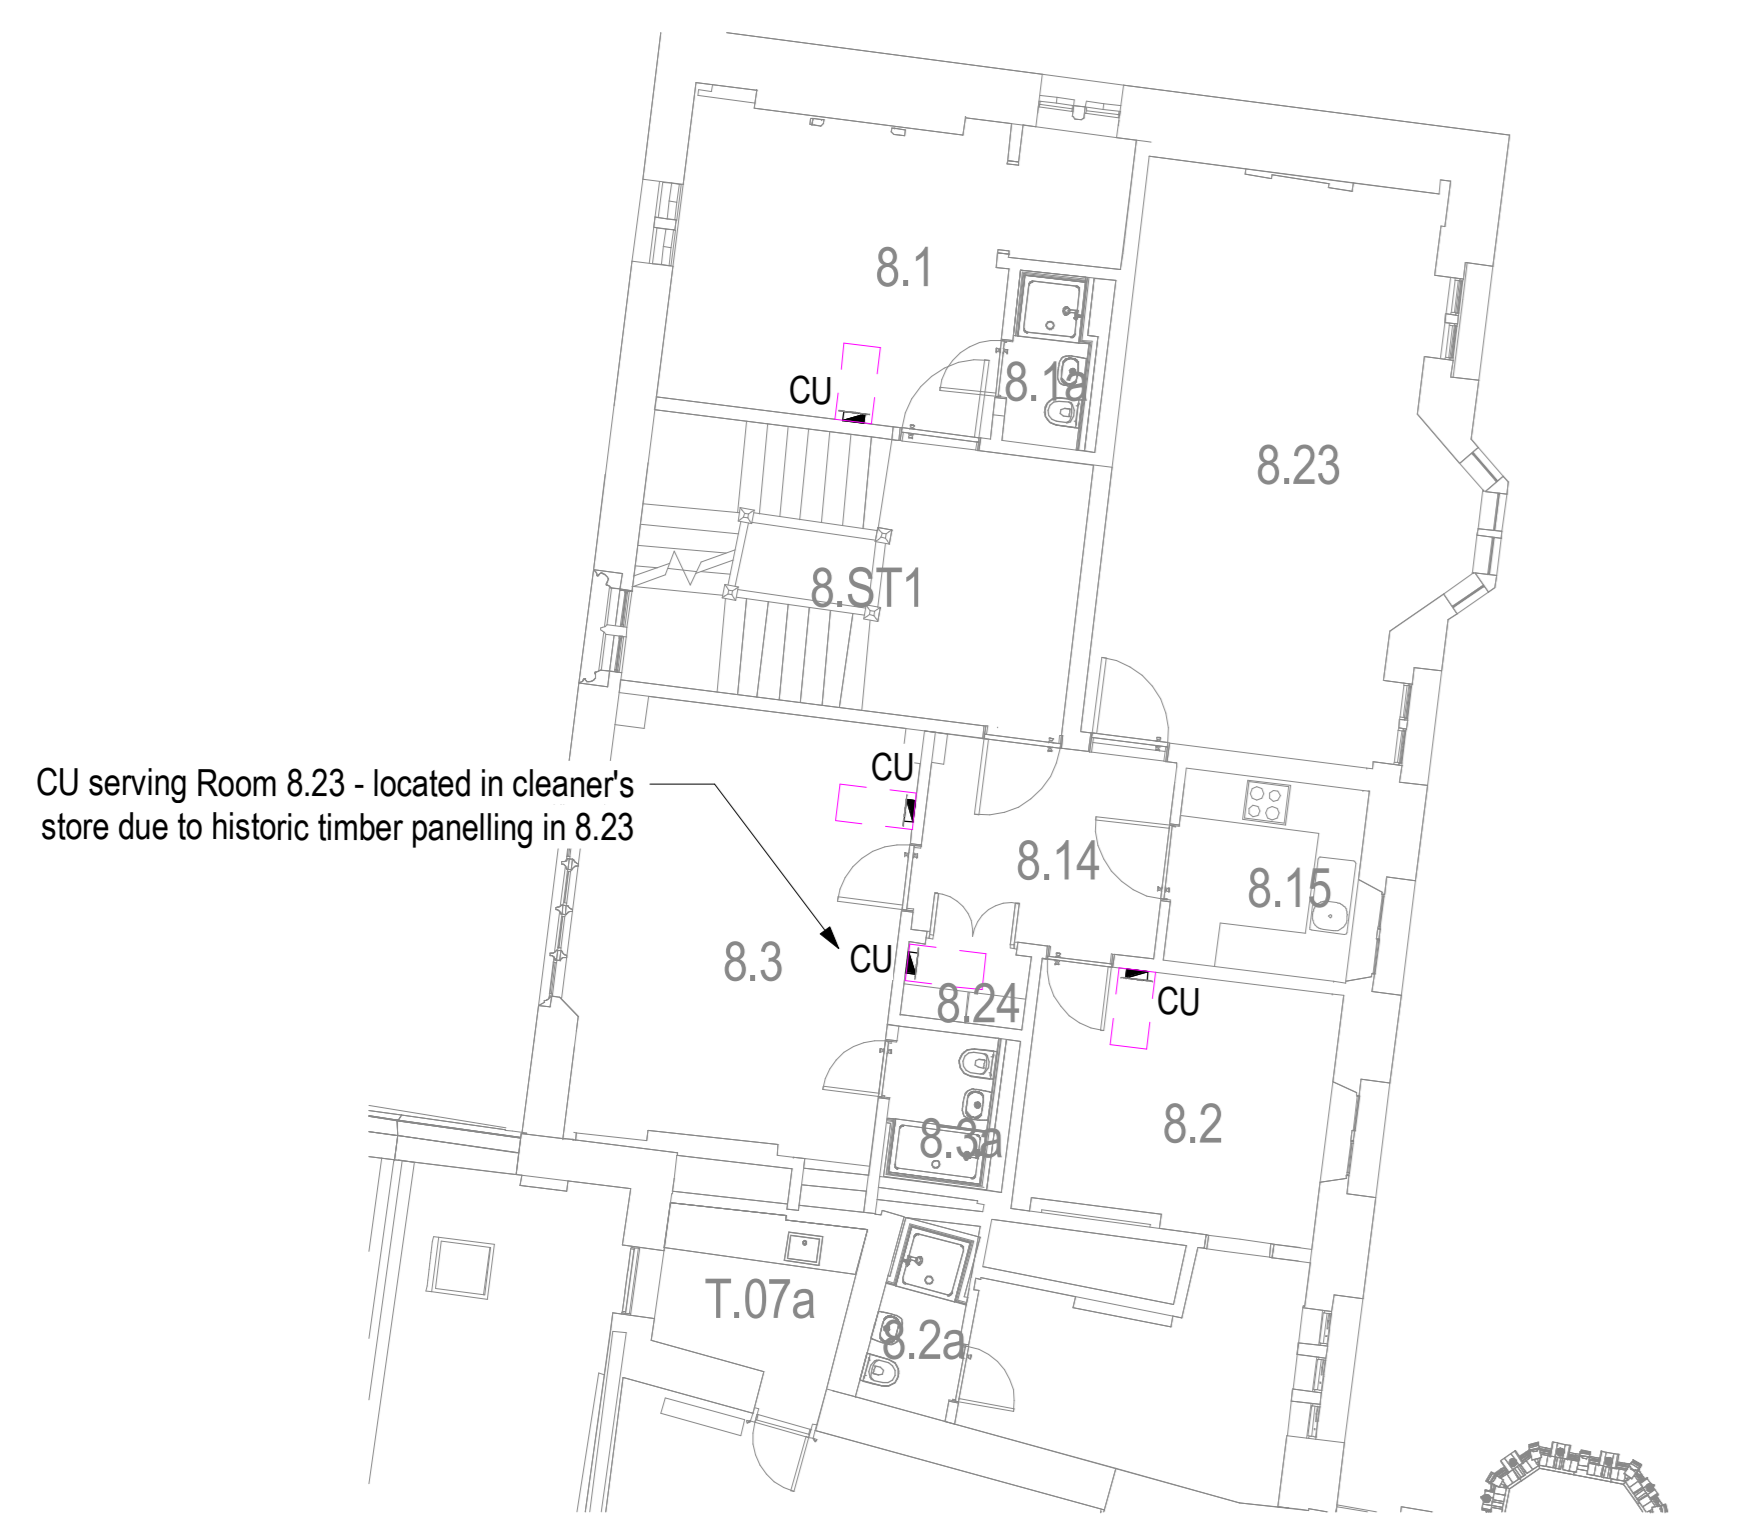 8.1
CU
8.1a
8.23
8.ST1
CU
CU serving Room 8.23 - located in cleaner's
store due to historic timber panelling in 8.23
8.14
8.15
8.3
CU
8.24
CU
8.2
8.3a
T.07a
8.2a